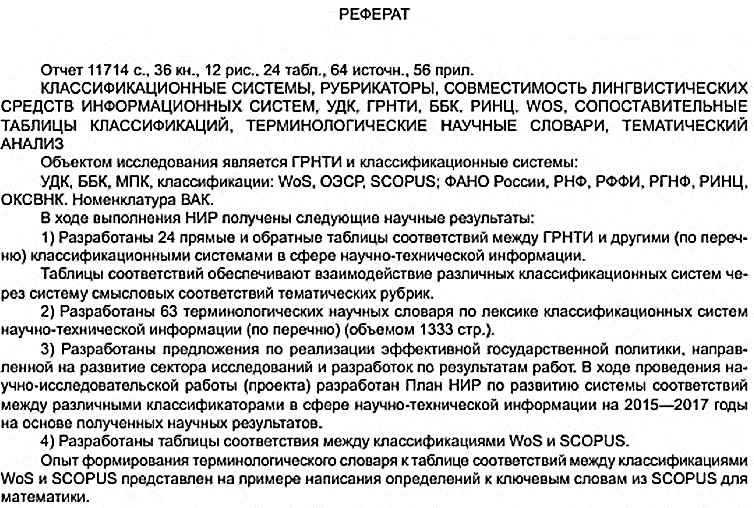 РЕФЕРАТ
Отчет 11714 с., 36 кн., 12 рис., 24 табл., 64 источн., 56 прил.
КЛАССИФИКАЦИОННЫЕ СИСТЕМЫ, РУБРИКАТОРЫ, СОВМЕСТИМОСТЬ ЛИНГВИСТИЧЕСКИХ
СРЕДСТВ ИНФОРМАЦИОННЫХ СИСТЕМ, УДК, ГРНТИ, ББК, РИНЦ. WOS, СОПОСТАВИТЕЛЬНЫЕ
ТАБЛИЦЫ КЛАССИФИКАЦИЙ, ТЕРМИНОЛОГИЧЕСКИЕ НАУЧНЫЕ СЛОВАРИ, ТЕМАТИЧЕСКИЙ
АНАЛИЗ
Объектом исследования является ГРНТИ и классификационные системы:
УДК, ББК, МПК, классификации: WoS, ОЭСР, SCOPUS; ФАНО России, РНФ, РФФИ, РГНФ, РИНЦ,
ОКСВНК. Номенклатура ВАК.
В ходе выполнения НИР получены следующие научные результаты:
1) Разработаны 24 прямые и обратные таблицы соответствий между ГРНТИ и другими (по переч-
ню) классификационными системами в сфере научно-технической информации.
Таблицы соответствий обеспечивают взаимодействие различных классификационных систем че-
рез систему смысловых соответствий тематических рубрик.
2) Разработаны 63 терминологических научных словаря по лексике классификационных систем
научно-технической информации (по перечню) (объемом 1333 стр.).
3) Разработаны предложения по реализации эффективной государственной политики, направ-
ленной на развитие сектора исследований и разработок по результатам работ. В ходе проведения на-
учно-исследовательской работы (проекта) разработан План НИР по развитию системы соответствий
между различными классификаторами в сфере научно-технической информации на 2015—2017 годы
на основе полученных научных результатов.
4) Разработаны таблицы соответствия между классификациями WoS и SCOPUS.
Опыт формирования терминологического словаря к таблице соответствий между классификациями
WoS и SCOPUS представлен на примере написания определений к ключевым словам из SCOPUS для
математики.